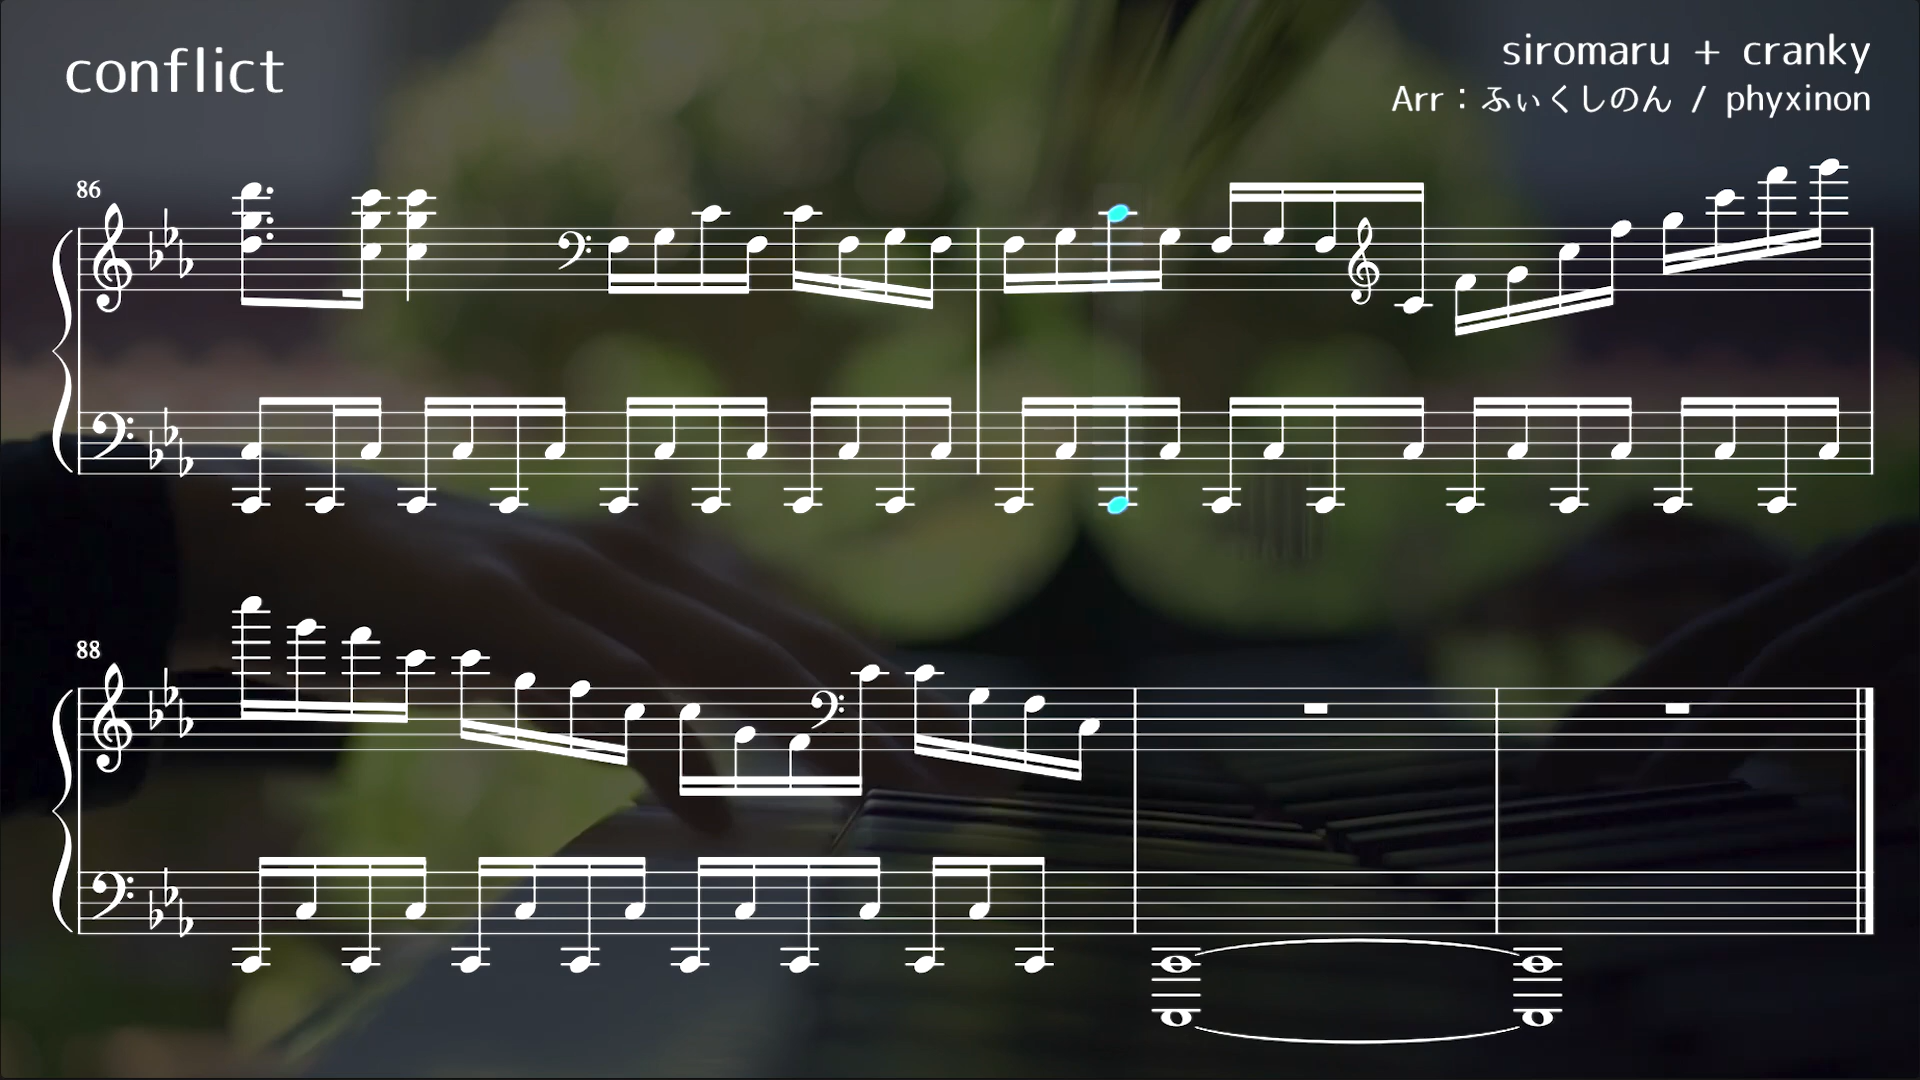 conflict
siromaru + cranky
Arr：ふぃくしのん / phyxinon
86
88